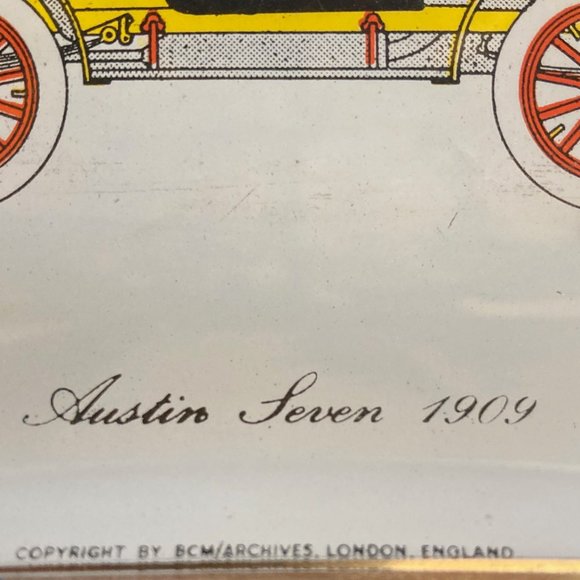 Austin Seven 1909
COPYRIGHT BY BCM/ARCHIVES. LONDON. ENGLAND